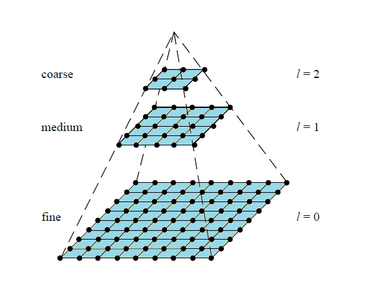 coarse l = 2
medium l = 1
fine l = 0